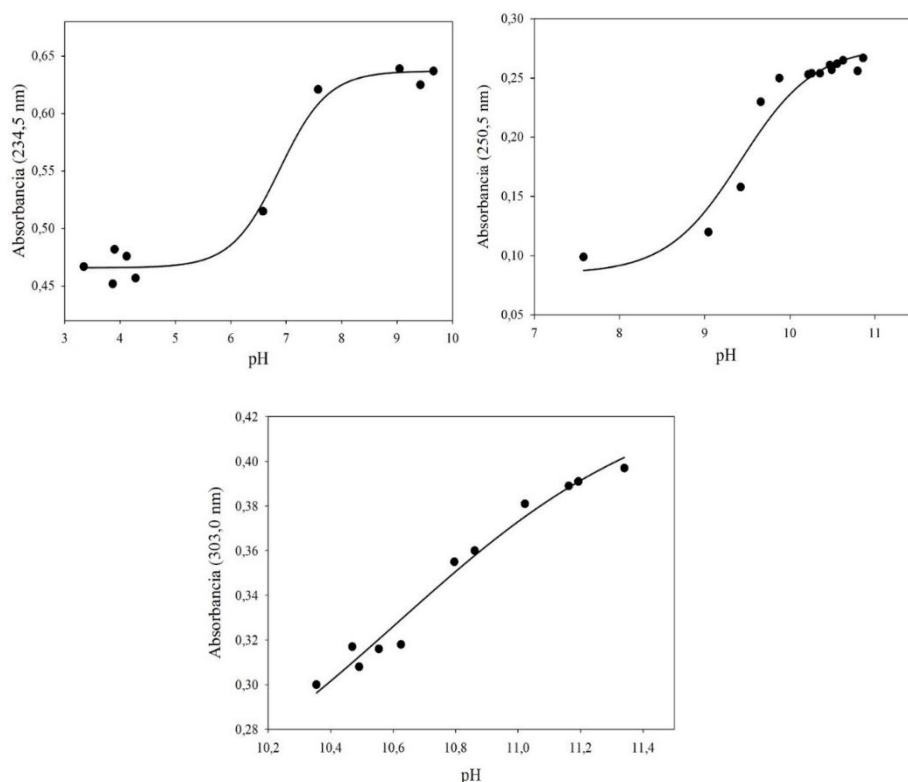 Absorbancia (234,5 nm)
0,65
0,60
0,55
0,50
0,45
3 4 5 6 7 8 9 10
pH
Absorbancia (250,5 nm)
0,30
0,25
0,20
0,15
0,10
0,05
7 8 9 10 11
pH
Absorbancia (303,0 nm)
0,42
0,40
0,38
0,36
0,34
0,32
0,30
0,28
10,2 10,4 10,6 10,8 11,0 11,2 11,4
pH